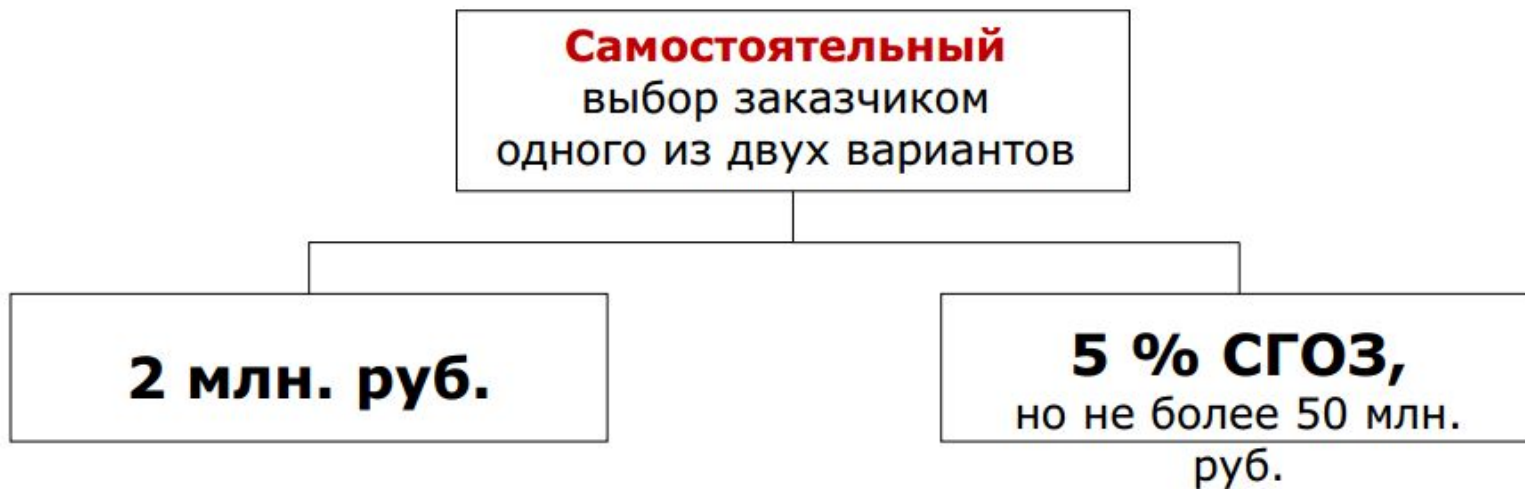 Самостоятельный
выбор заказчиком
одного из двух вариантов
2 млн. руб.
5 % СГОЗ,
но не более 50 млн.
руб.